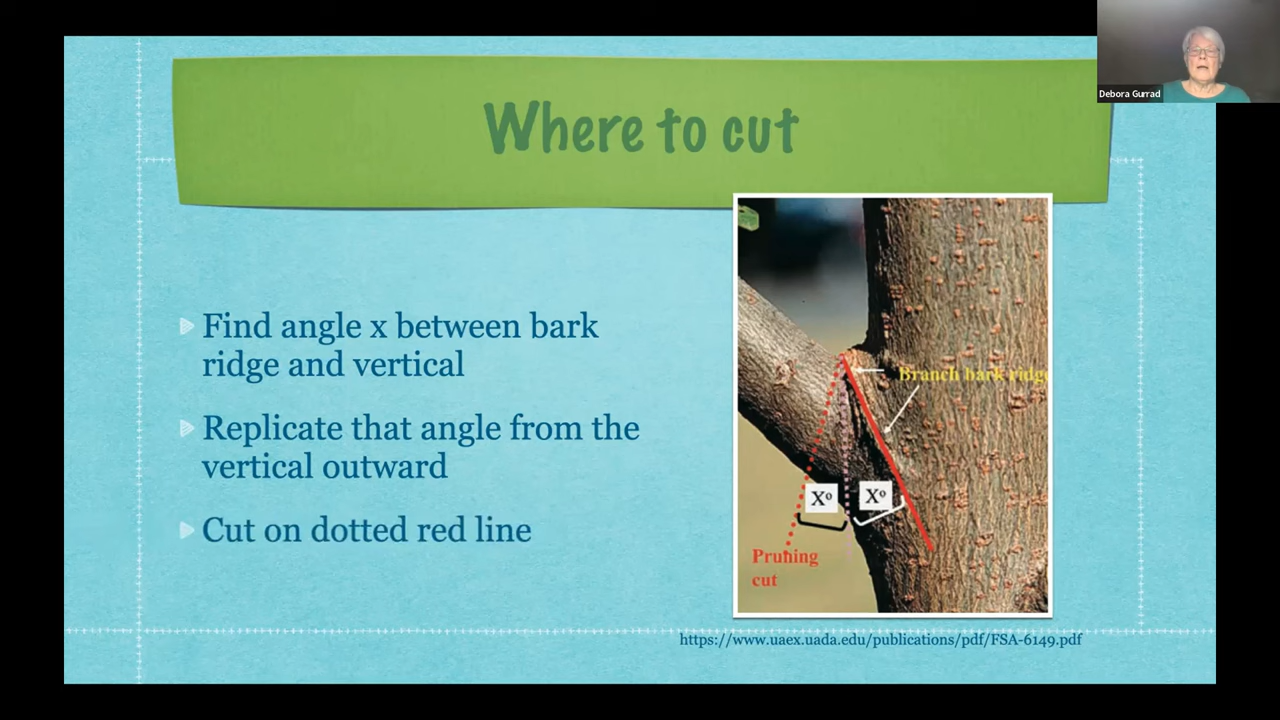 Debora Gurrad
Where to cut
Find angle x between bark
ridge and vertical
Replicate that angle from the
vertical outward
Cut on dotted red line
Branch bark ridge
Xº
Xº
Pruning
cut
https://www.uaex.uada.edu/publications/pdf/FSA-6149.pdf